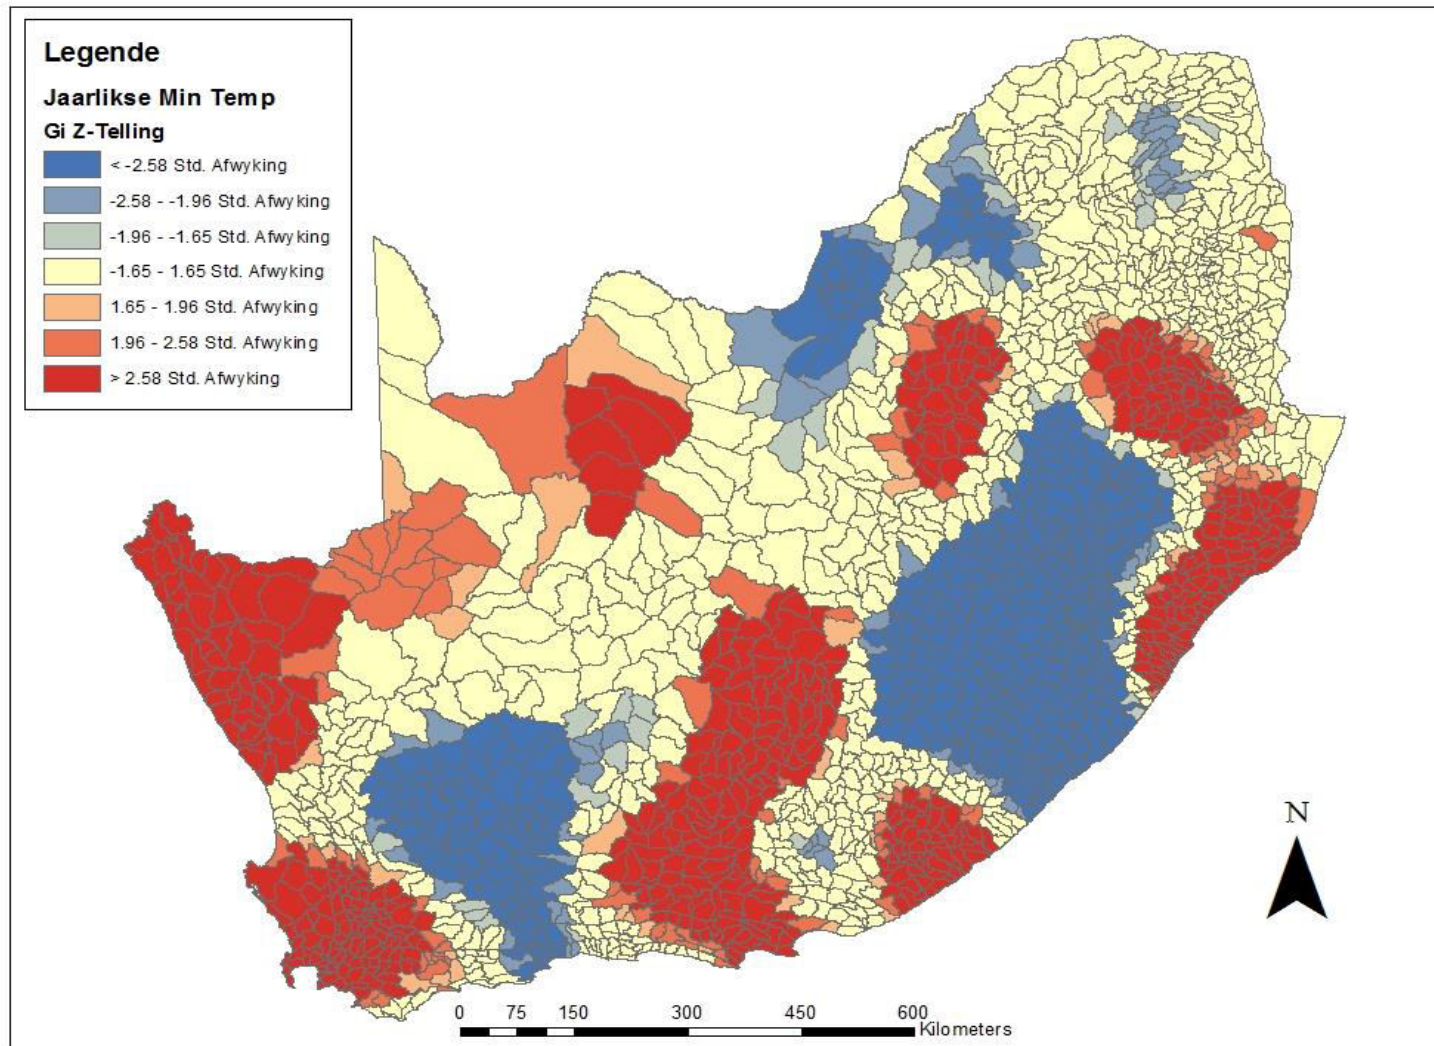 Legende
Jaarlikse Min Temp
Gi Z-Telling
< -2.58 Std. Afwyking
-2.58 - -1.96 Std. Afwyking
-1.96 - -1.65 Std. Afwyking
-1.65 - 1.65 Std. Afwyking
1.65 - 1.96 Std. Afwyking
1.96 - 2.58 Std. Afwyking
> 2.58 Std. Afwyking
N
0 75 150 300 450 600
Kilometers